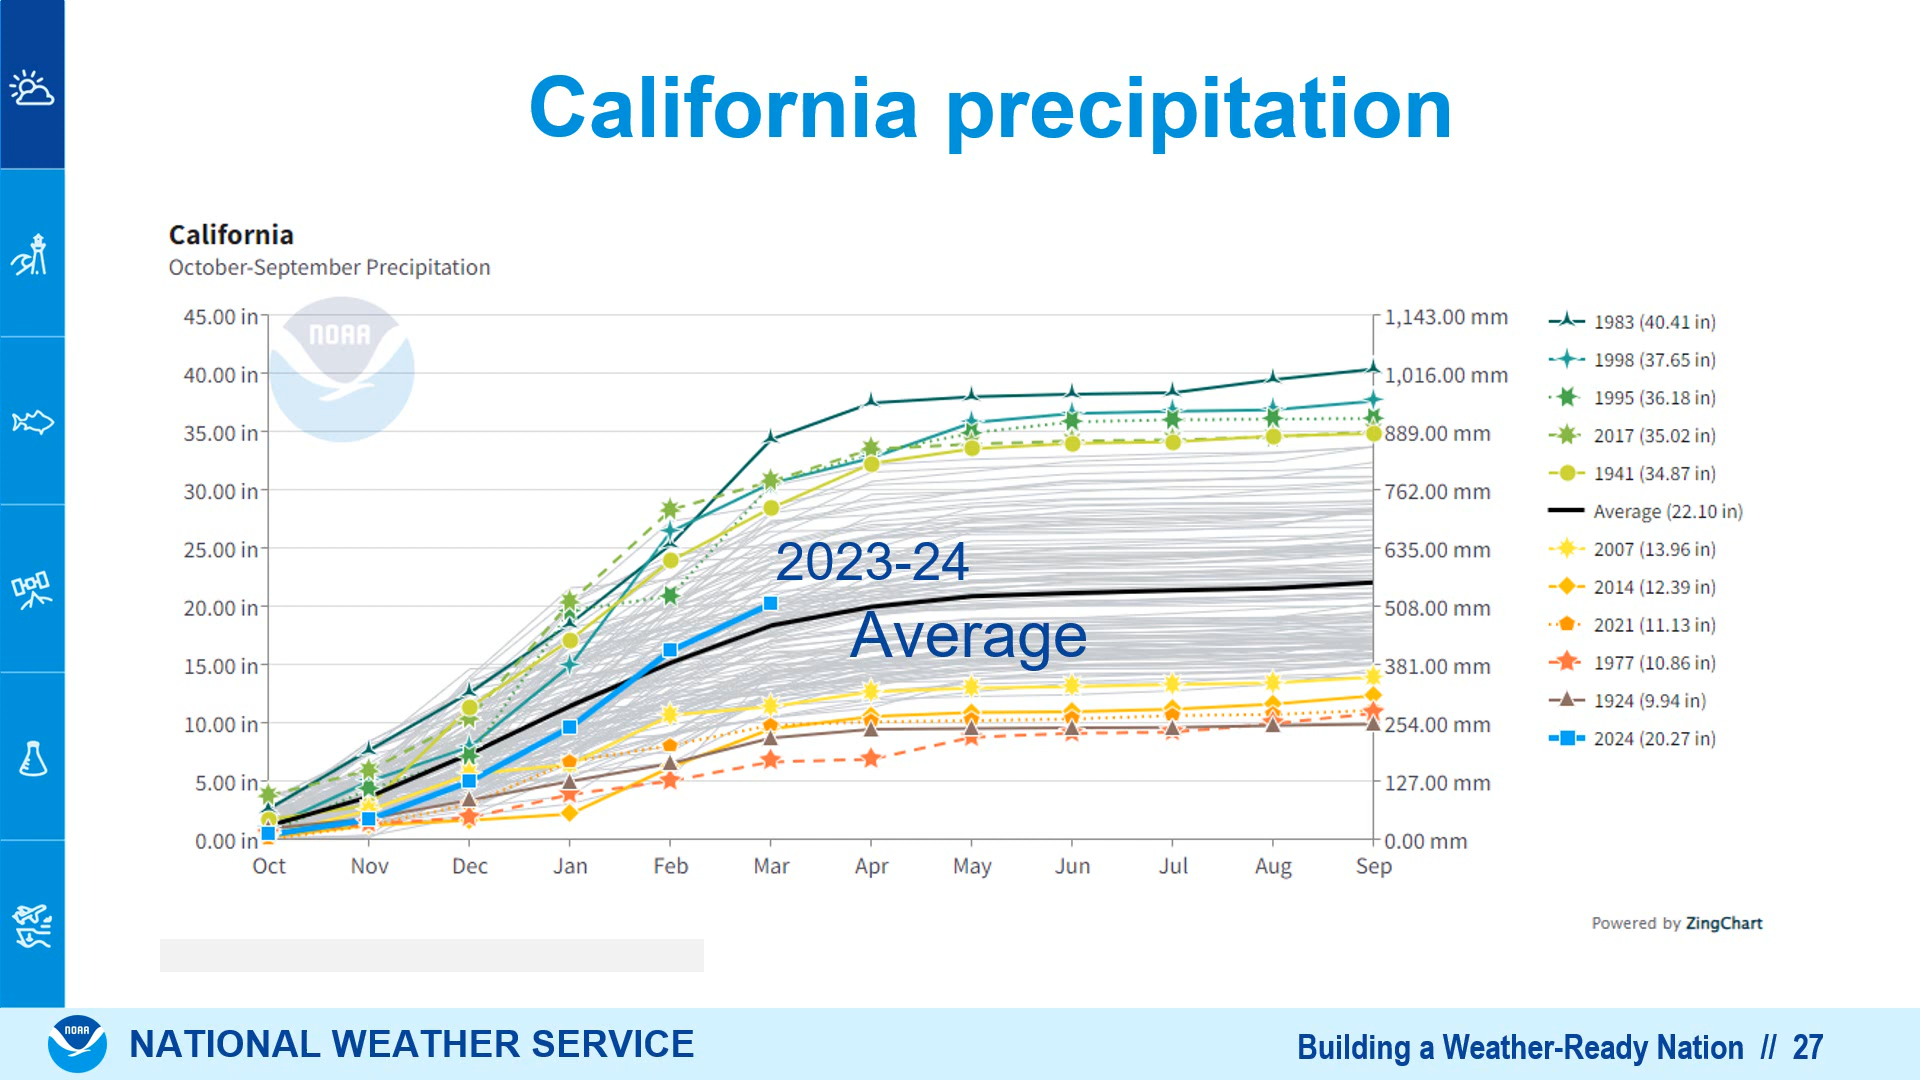 California precipitation
California
October-September Precipitation
NOAA
45.00 in
40.00 in
35.00 in
30.00 in
25.00 in
20.00 in
15.00 in
10.00 in
5.00 in
0.00 in
1,143.00 mm
1,016.00 mm
889.00 mm
762.00 mm
635.00 mm
508.00 mm
381.00 mm
254.00 mm
127.00 mm
0.00 mm
2023-24
Average
Oct Nov Dec Jan Feb Mar Apr May Jun Jul Aug Sep
1983 (40.41 in)
1998 (37.65 in)
1995 (36.18 in)
2017 (35.02 in)
1941 (34.87 in)
Average (22.10 in)
2007 (13.96 in)
2014 (12.39 in)
2021 (11.13 in)
1977 (10.86 in)
1924 (9.94 in)
2024 (20.27 in)
Powered by ZingChart
NOAA
NATIONAL WEATHER SERVICE
Building a Weather-Ready Nation // 27